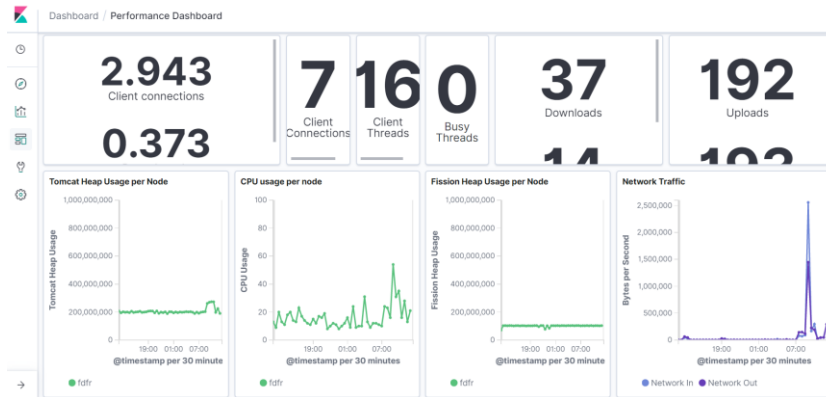 Dashboard / Performance Dashboard
2.943
Client connections
0.373
7
Client
Connections
16
Client
Threads
0
Busy
Threads
37
Downloads
14
192
Uploads
192
Tomcat Heap Usage per Node
1,000,000,000
800,000,000
600,000,000
400,000,000
200,000,000
0
Tomcat Heap Usage
19:00 01:00 07:00
@timestamp per 30 minute
fdfr
CPU usage per node
100
80
60
40
20
0
CPU Usage
19:00 01:00 07:00
@timestamp per 30 minutes
fdfr
Fission Heap Usage per Node
1,000,000,000
800,000,000
600,000,000
400,000,000
200,000,000
0
Fission Heap Usage
19:00 01:00 07:00
@timestamp per 30 minute
fdfr
Network Traffic
2,500,000
2,000,000
1,500,000
1,000,000
500,000
0
Bytes per Second
19:00 01:00 07:00
@timestamp per 30 minutes
Network In Network Out